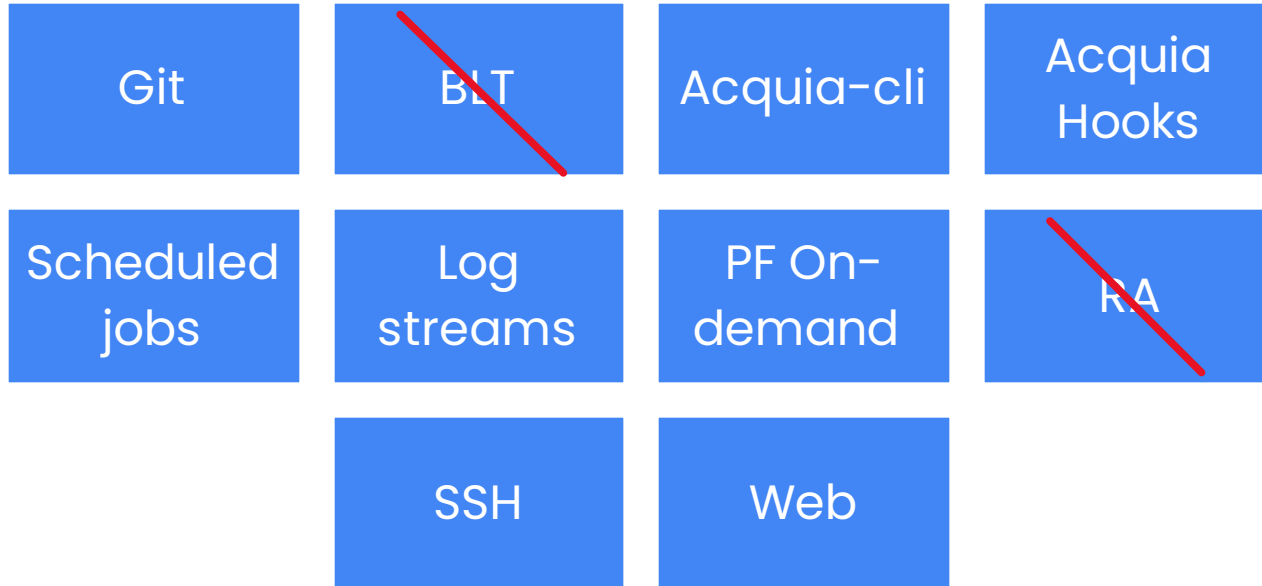 Git
BLT
Acquia-cli
Acquia
Hooks
Scheduled
jobs
Log
streams
PF On-
demand
RA
SSH
Web